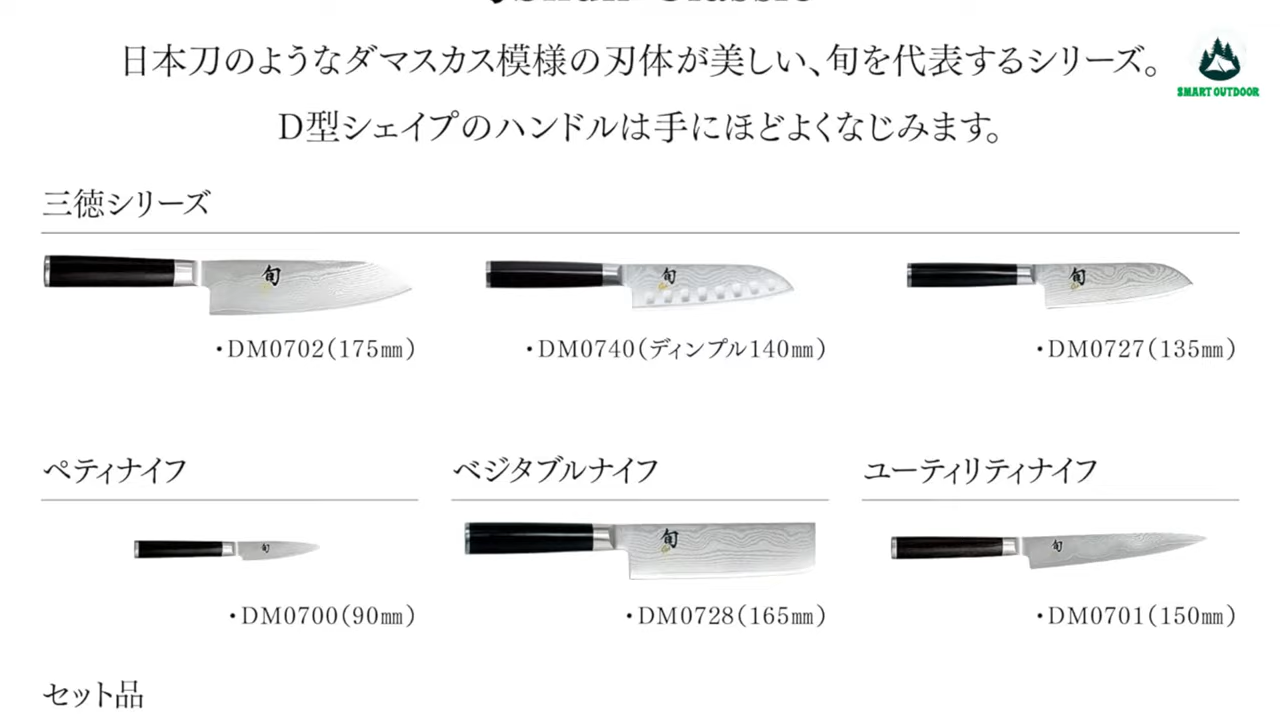 日本刀のようなダマスカス模様の刃体が美しい、旬を代表するシリーズ。
SMART OUTDOOR
D型シェイプのハンドルは手にほどよくなじみます。
三徳シリーズ
旬
旬
旬
・DM0702(175㎜)
・DM0740(ディンプル140㎜)
・DM0727(135㎜)
ペティナイフ
ベジタブルナイフ
ユーティリティナイフ
旬
旬
旬
・DM0700(90㎜)
・DM0728(165㎜)
・DM0701(150㎜)
セット品